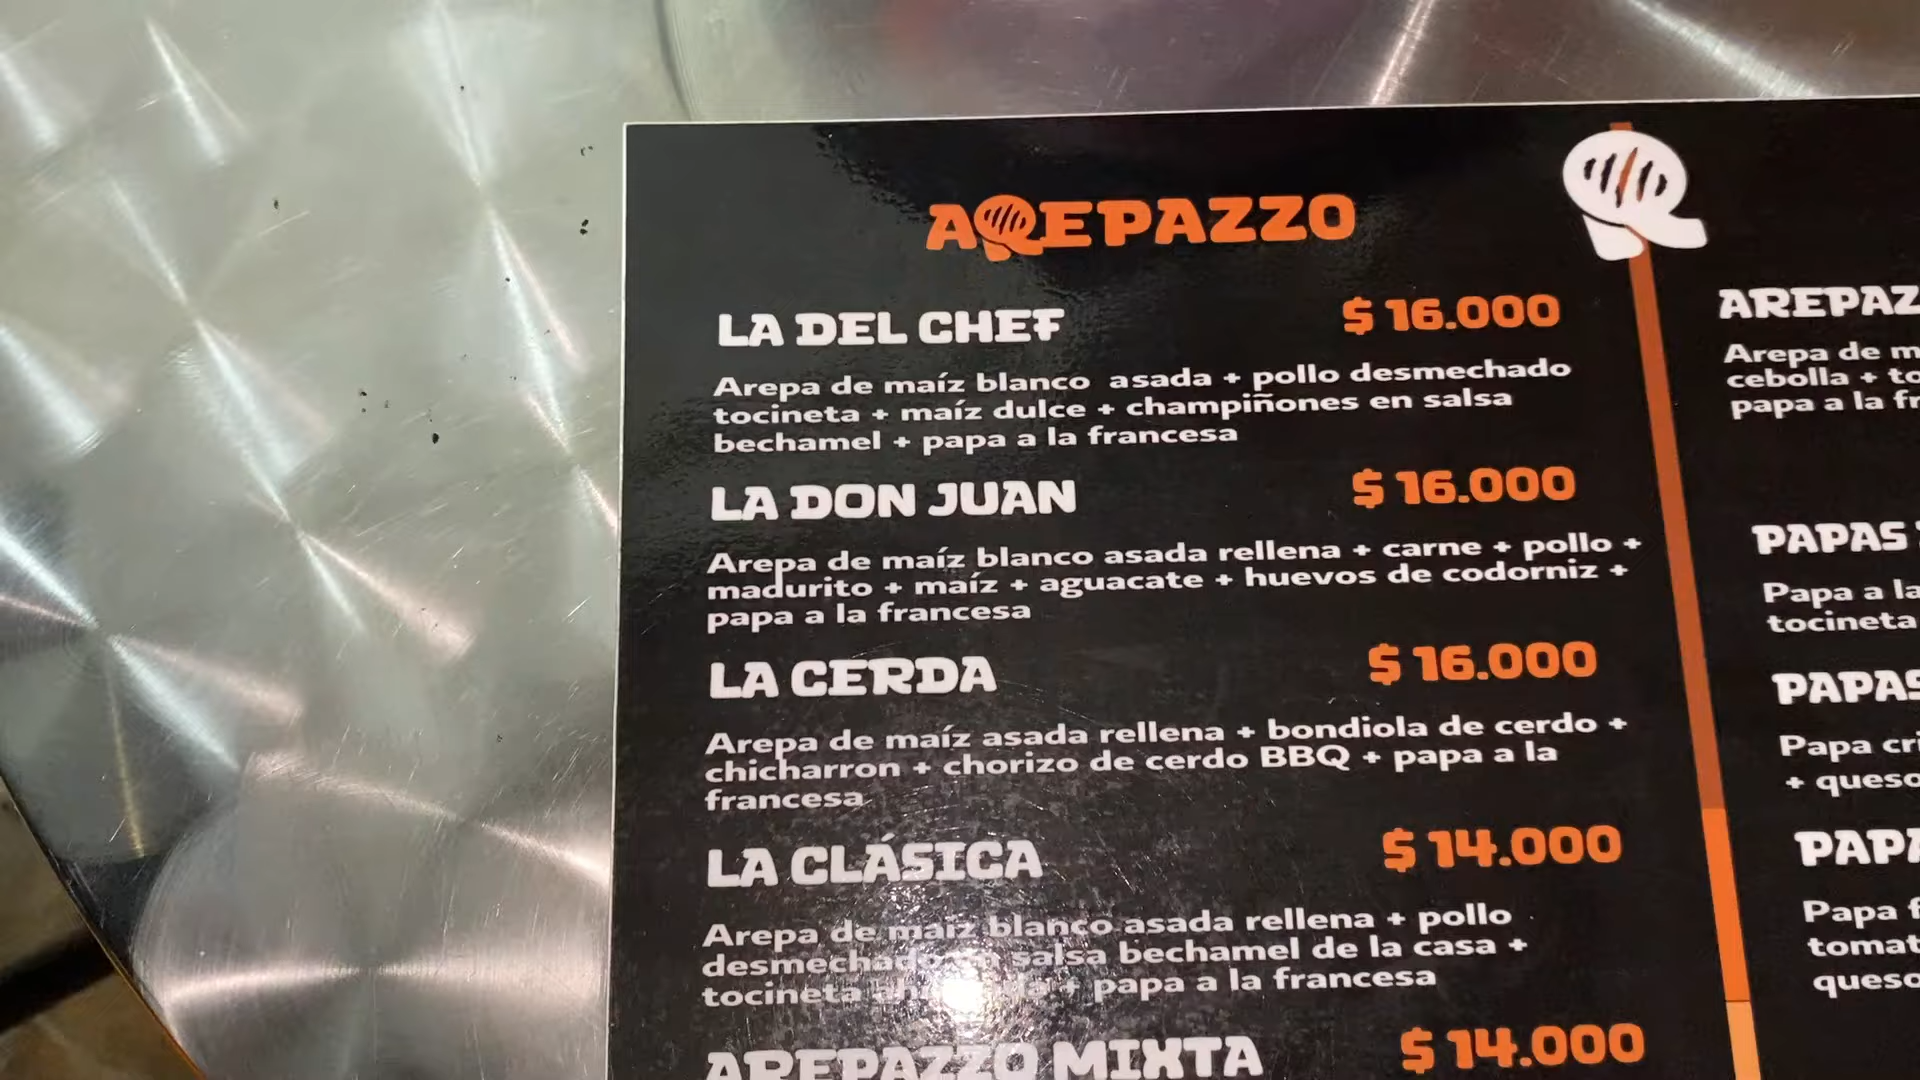 AREPAZZO
LA DEL CHEF $ 16.000
Arepa de maíz blanco asada + pollo desmechado
tocineta + maíz dulce + champiñones en salsa
bechamel + papa a la francesa
LA DON JUAN $ 16.000
Arepa de maíz blanco asada rellena + carne + pollo +
madurito + maíz + aguacate + huevos de codorniz +
papa a la francesa
LA CERDA $ 16.000
Arepa de maíz asada rellena + bondiola de cerdo +
chicharron + chorizo de cerdo BBQ + papa a la
francesa
LA CLÁSICA $ 14.000
Arepa de maíz blanco asada rellena + pollo
salsa bechamel de la casa +
tocineta + papa a la francesa
AREPAZZO MIXTA $ 14.000
R
AREPAZ
Arepa de m
cebolla + to
papa a la fr
PAPAS
Papa a la
tocineta
PAPAS
Papa cri
+ queso
PAPA
Papa f
tomat
queso